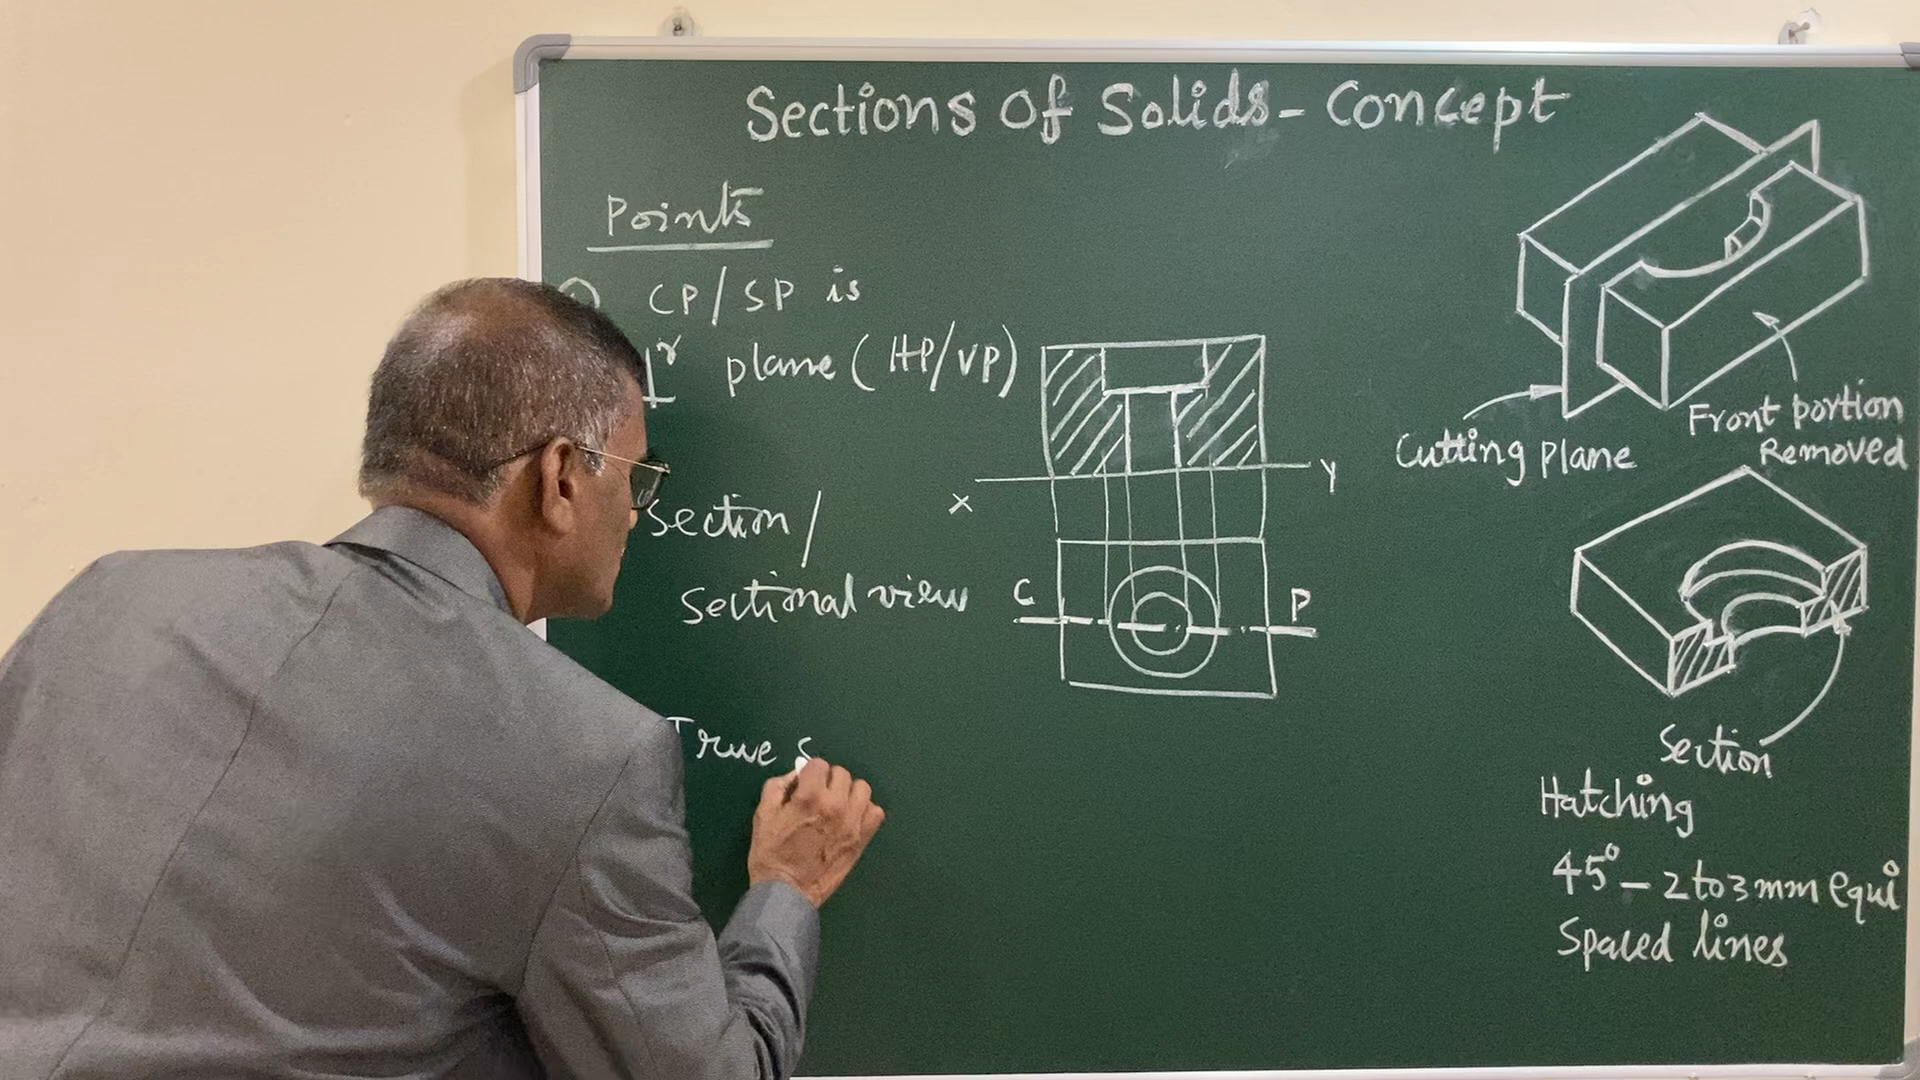 Sections Of Solids - Concept
Points
① CP/SP is
⊥r plane (HP/VP)
Section/
Sectional view
True S
X
Y
C
P
Cutting plane
Front portion
Removed
Section
Hatching
45° - 2 to 3 mm equi
Spaced lines